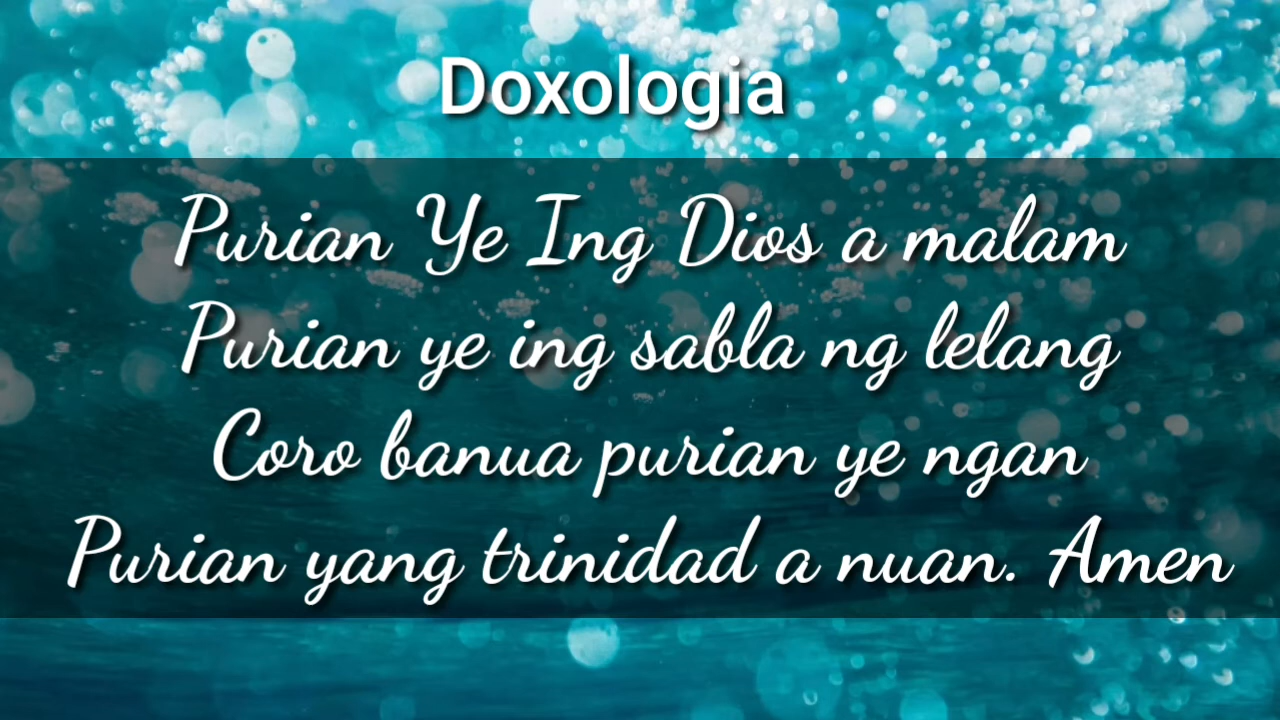 Doxologia
Purian Ye Ing Dios a malam
Purian ye ing sabla ng lelang
Coro banua purian ye ngan
Purian yang trinidad a nuan. Amen